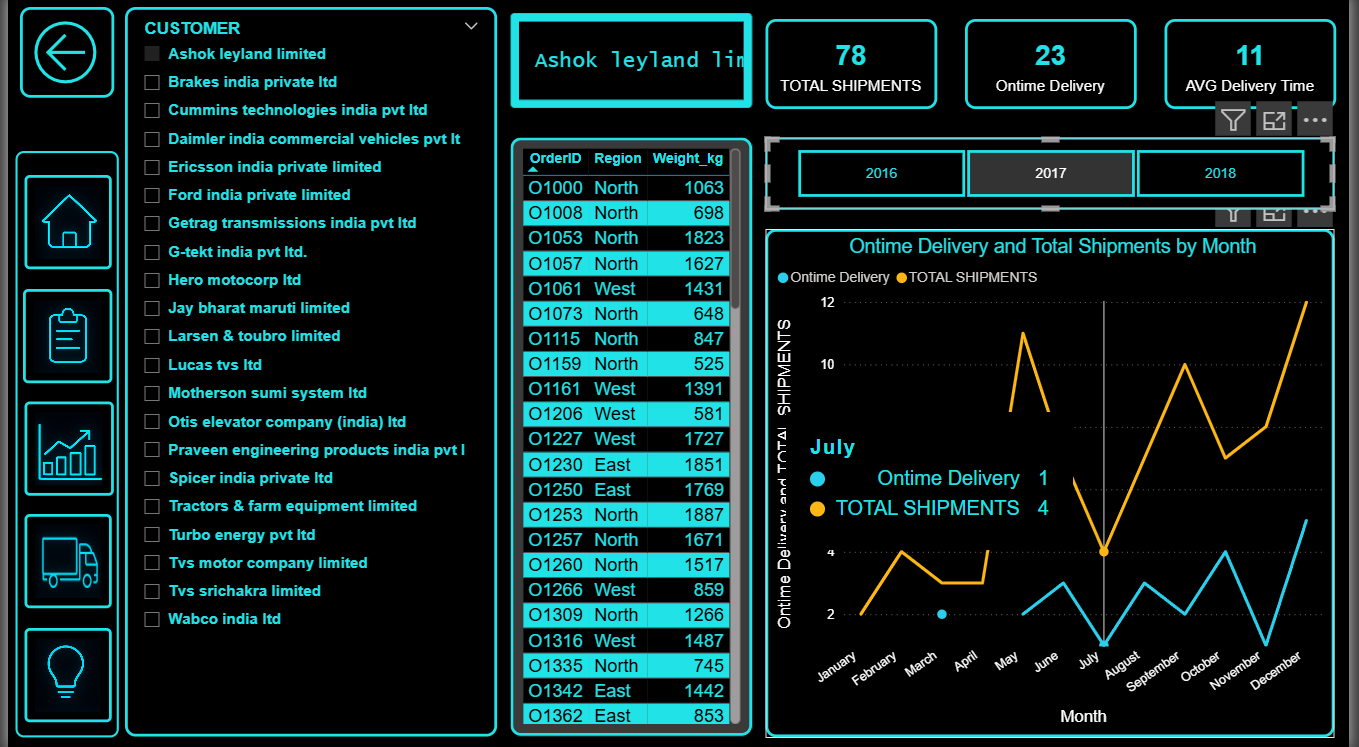 CUSTOMER
Ashok leyland limited
Brakes india private ltd
Cummins technologies india pvt ltd
Daimler india commercial vehicles pvt lt
Ericsson india private limited
Ford india private limited
Getrag transmissions india pvt ltd
G-tekt india pvt ltd.
Hero motocorp ltd
Jay bharat maruti limited
Larsen & toubro limited
Lucas tvs ltd
Motherson sumi system ltd
Otis elevator company (india) ltd
Praveen engineering products india pvt l
Spicer india private ltd
Tractors & farm equipment limited
Turbo energy pvt ltd
Tvs motor company limited
Tvs srichakra limited
Wabco india ltd
Ashok leyland lim
78
TOTAL SHIPMENTS
23
Ontime Delivery
11
AVG Delivery Time
OrderID Region Weight_kg
O1000 North 1063
O1008 North 698
O1053 North 1823
O1057 North 1627
O1061 West 1431
O1073 North 648
O1115 North 847
O1159 North 525
O1161 West 1391
O1206 West 581
O1227 West 1727
O1230 East 1851
O1250 East 1769
O1253 North 1887
O1257 North 1671
O1260 North 1517
O1266 West 859
O1309 North 1266
O1316 West 1487
O1335 North 745
O1342 East 1442
O1362 East 853
2016 2017 2018
Ontime Delivery and Total Shipments by Month
Ontime Delivery TOTAL SHIPMENTS
Ontime Delivery and TOTAL SHIPMENTS
12
10
4
2
July
Ontime Delivery 1
TOTAL SHIPMENTS 4
January February March April May June July August September October November December
Month